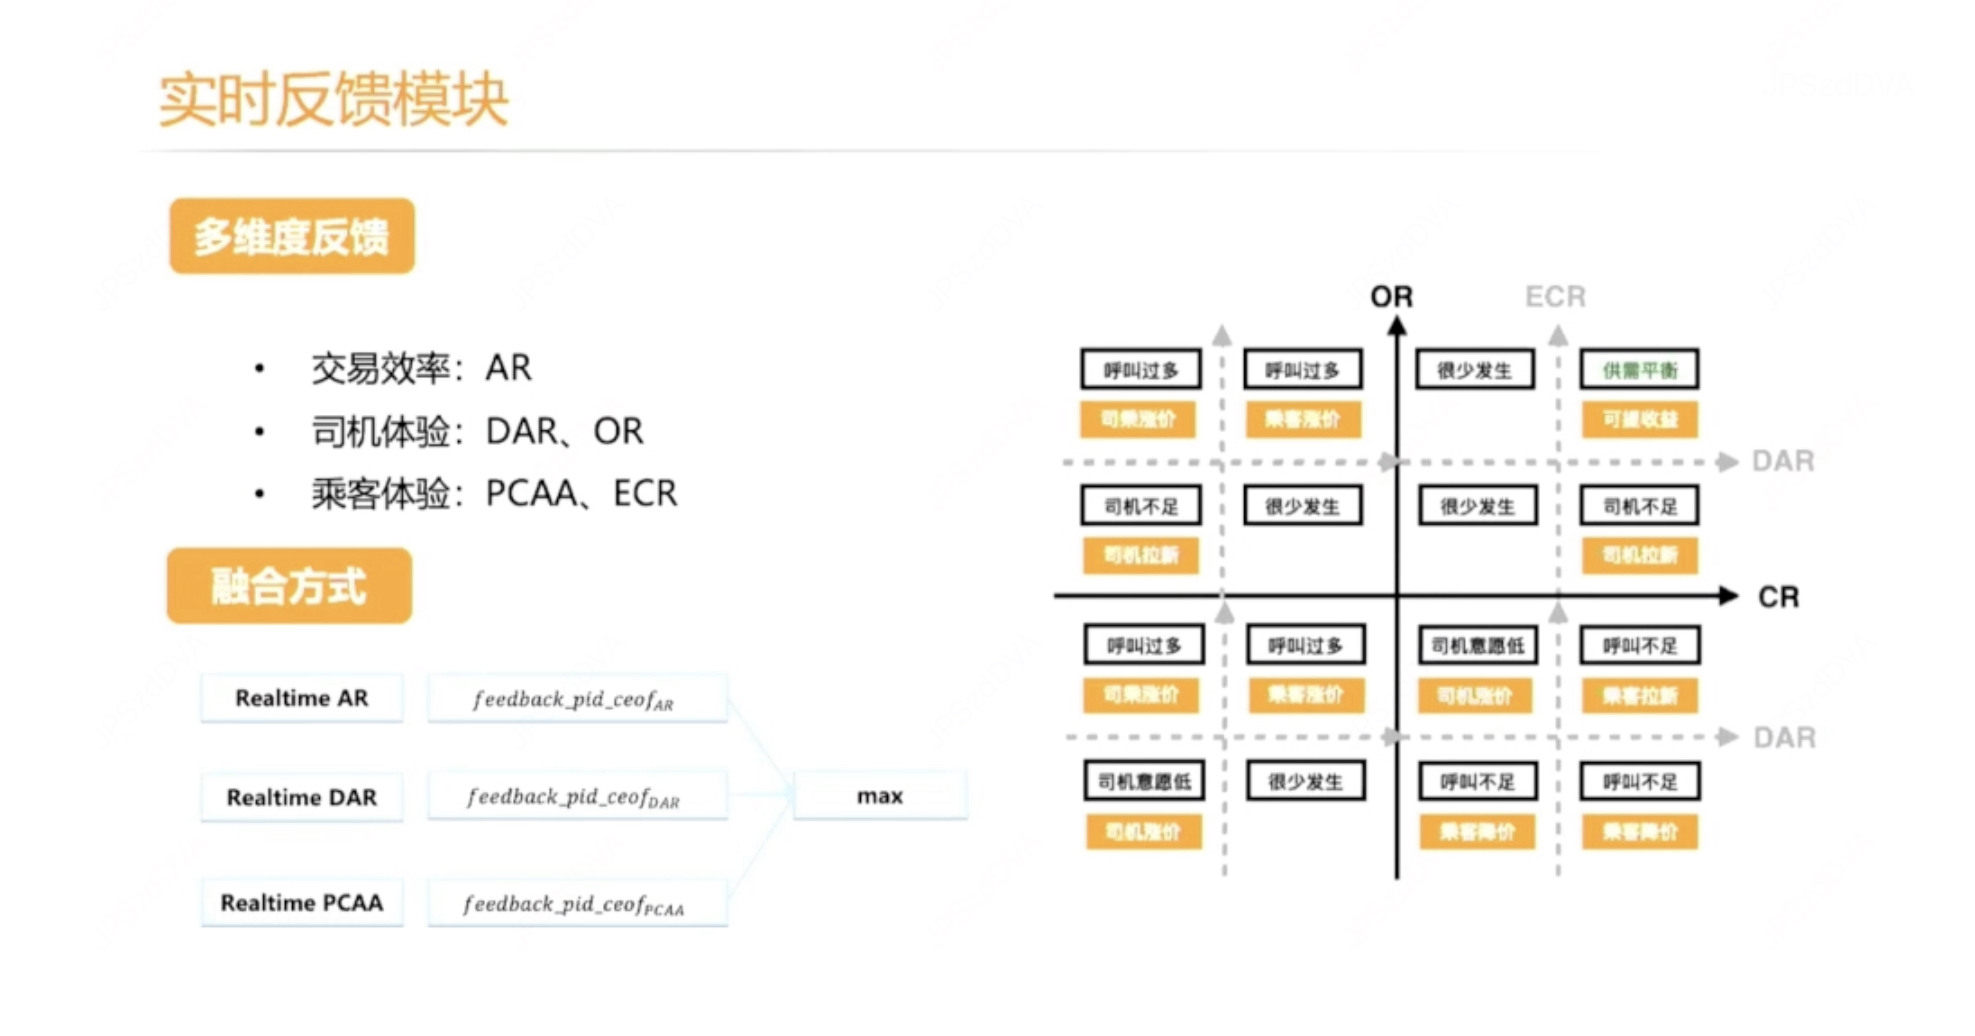 实时反馈模块
多维度反馈
• 交易效率：AR
• 司机体验：DAR、OR
• 乘客体验：PCAA、ECR
融合方式
Realtime AR feedback_pid_ceof_AR
Realtime DAR feedback_pid_ceof_DAR max
Realtime PCAA feedback_pid_ceof_PCAA
OR ECR
呼叫过多 呼叫过多 很少发生 供需平衡
司乘涨价 乘客涨价 可提收益
DAR
司机不足 很少发生 很少发生 司机不足
司机拉新 司机拉新
CR
呼叫过多 呼叫过多 司机意愿低 呼叫不足
司乘涨价 乘客涨价 司机涨价 乘客拉新
DAR
司机意愿低 很少发生 呼叫不足 呼叫不足
司机涨价 乘客降价 乘客降价
JPSzdDVA